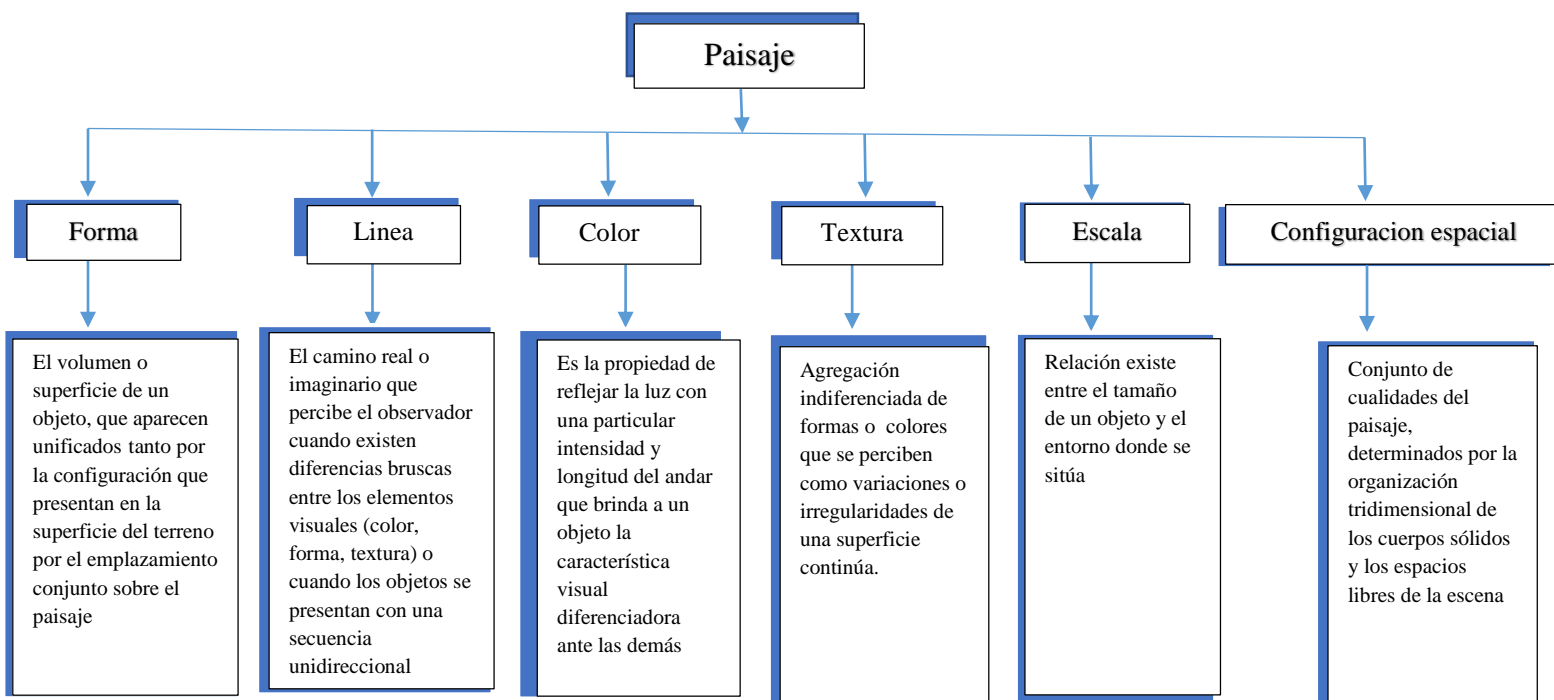 Paisaje
Forma
Linea
Color
Textura
Escala
Configuracion espacial
El volumen o
superficie de un
objeto, que aparecen
unificados tanto por
la configuración que
presentan en la
superficie del terreno
por el emplazamiento
conjunto sobre el
paisaje
El camino real o
imaginario que
percibe el observador
cuando existen
diferencias bruscas
entre los elementos
visuales (color,
forma, textura) o
cuando los objetos se
presentan con una
secuencia
unidireccional
Es la propiedad de
reflejar la luz con
una particular
intensidad y
longitud del andar
que brinda a un
objeto la
característica
visual
diferenciadora
ante las demás
Agregación
indiferenciada de
formas o  colores
que se perciben
como variaciones o
irregularidades de
una superficie
continúa.
Relación existe
entre el tamaño
de un objeto y el
entorno donde se
sitúa
Conjunto de
cualidades del
paisaje,
determinados por la
organización
tridimensional de
los cuerpos sólidos
y los espacios
libres de la escena